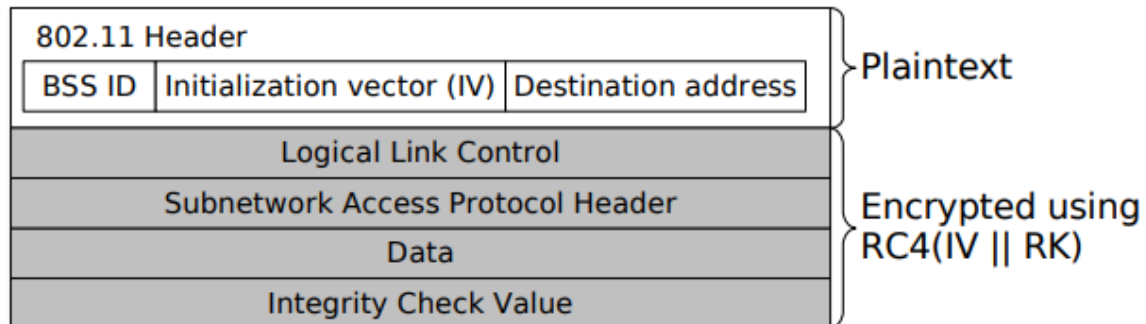 802.11 Header
BSS ID Initialization vector (IV) Destination address
Plaintext
Logical Link Control
Subnetwork Access Protocol Header
Data
Integrity Check Value
Encrypted using
RC4(IV || RK)